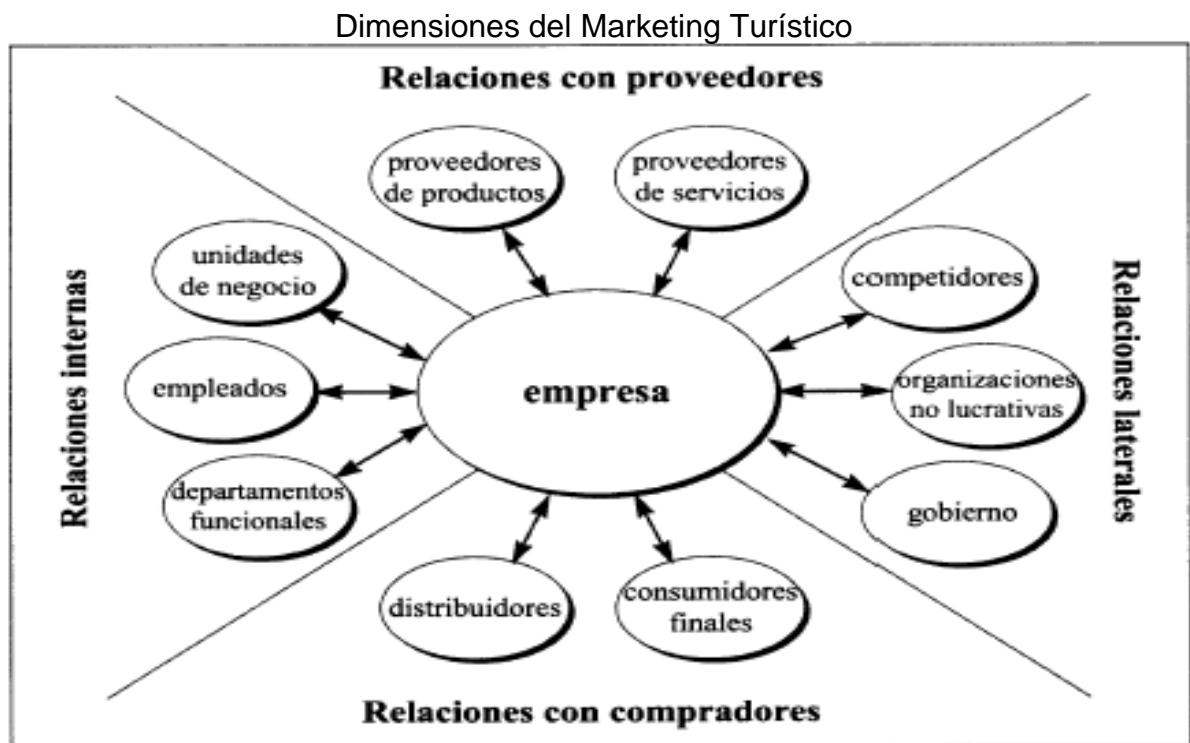 Dimensiones del Marketing Turístico
Relaciones con proveedores
proveedores
de productos
proveedores
de servicios
unidades
de negocio
competidores
Relaciones internas
empleados
empresa
organizaciones
no lucrativas
Relaciones laterales
departamentos
funcionales
gobierno
distribuidores
consumidores
finales
Relaciones con compradores